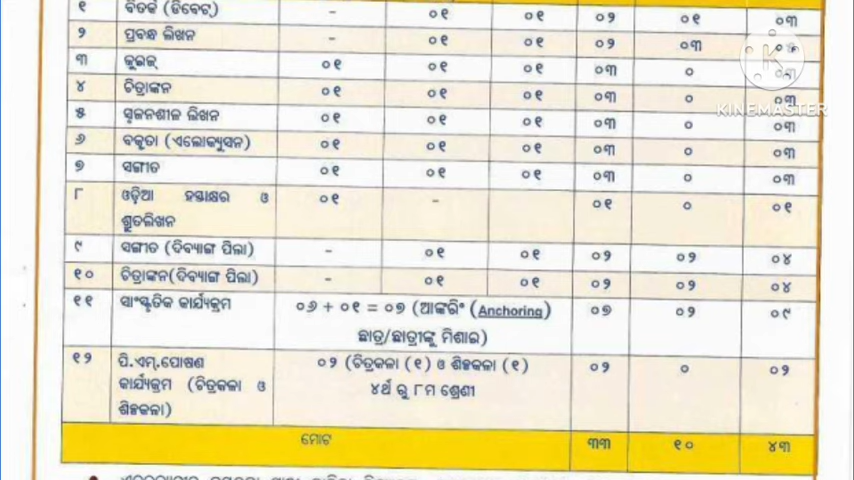 ୧ ବିତର୍କ (ଡିବେଟ୍) - ୦୧ ୦୧ ୦୨ ୦୧ ୦୩
୨ ପ୍ରବନ୍ଧ ଲିଖନ - ୦୧ ୦୧ ୦୨ ୦୩
୩ କୁଇଜ୍ ୦୧ ୦୧ ୦୧ ୦୩ ୦ ୦୩
KINEMASTER
୪ ଚିତ୍ରାଙ୍କନ ୦୧ ୦୧ ୦୧ ୦୩ ୦ ୦୩
୫ ସୃଜନଶୀଳ ଲିଖନ ୦୧ ୦୧ ୦୧ ୦୩ ୦ ୦୩
୬ ବକ୍ତୃତା (ଏଲୋକ୍ୟୁସନ) ୦୧ ୦୧ ୦୧ ୦୩ ୦ ୦୩
୭ ସଙ୍ଗୀତ ୦୧ ୦୧ ୦୧ ୦୩ ୦ ୦୩
୮ ଓଡ଼ିଆ ହସ୍ତାକ୍ଷର ଓ ୦୧ - ୦୧ ୦ ୦୧
ଶ୍ରୁତଲିଖନ
୯ ସଙ୍ଗୀତ (ଦିବ୍ୟାଙ୍ଗ ପିଲା) - ୦୧ ୦୧ ୦୨ ୦୨ ୦୪
୧୦ ଚିତ୍ରାଙ୍କନ(ଦିବ୍ୟାଙ୍ଗ ପିଲା) - ୦୧ ୦୧ ୦୨ ୦୨ ୦୪
୧୧ ସାଂସ୍କୃତିକ କାର୍ଯ୍ୟକ୍ରମ ୦୬ + ୦୧ = ୦୭ (ଆଙ୍କରିଂ (Anchoring) ୦୭ ୦୨ ୦୯
ଛାତ୍ର/ଛାତ୍ରୀଙ୍କୁ ମିଶାଇ)
୧୨ ପି.ଏମ୍.ପୋଷଣ ୦୨ (ଚିତ୍ରକଳା (୧) ଓ ଶିଳ୍ପକଳା (୧) ୦୨ ୦ ୦୨
କାର୍ଯ୍ୟକ୍ରମ (ଚିତ୍ରକଳା ଓ ୪ର୍ଥ ରୁ ୮ମ ଶ୍ରେଣୀ
ଶିଳ୍ପକଳା)
ମୋଟ ୩୩ ୧୦ ୪୩